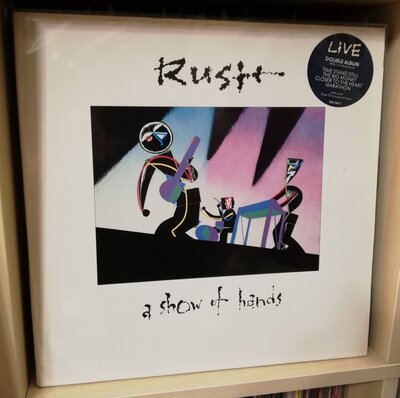 Rush
LIVE
DOUBLE ALBUM
TIME STAND STILL
THE BIG MONEY
CLOSER TO THE HEART
MARATHON
a show of hands